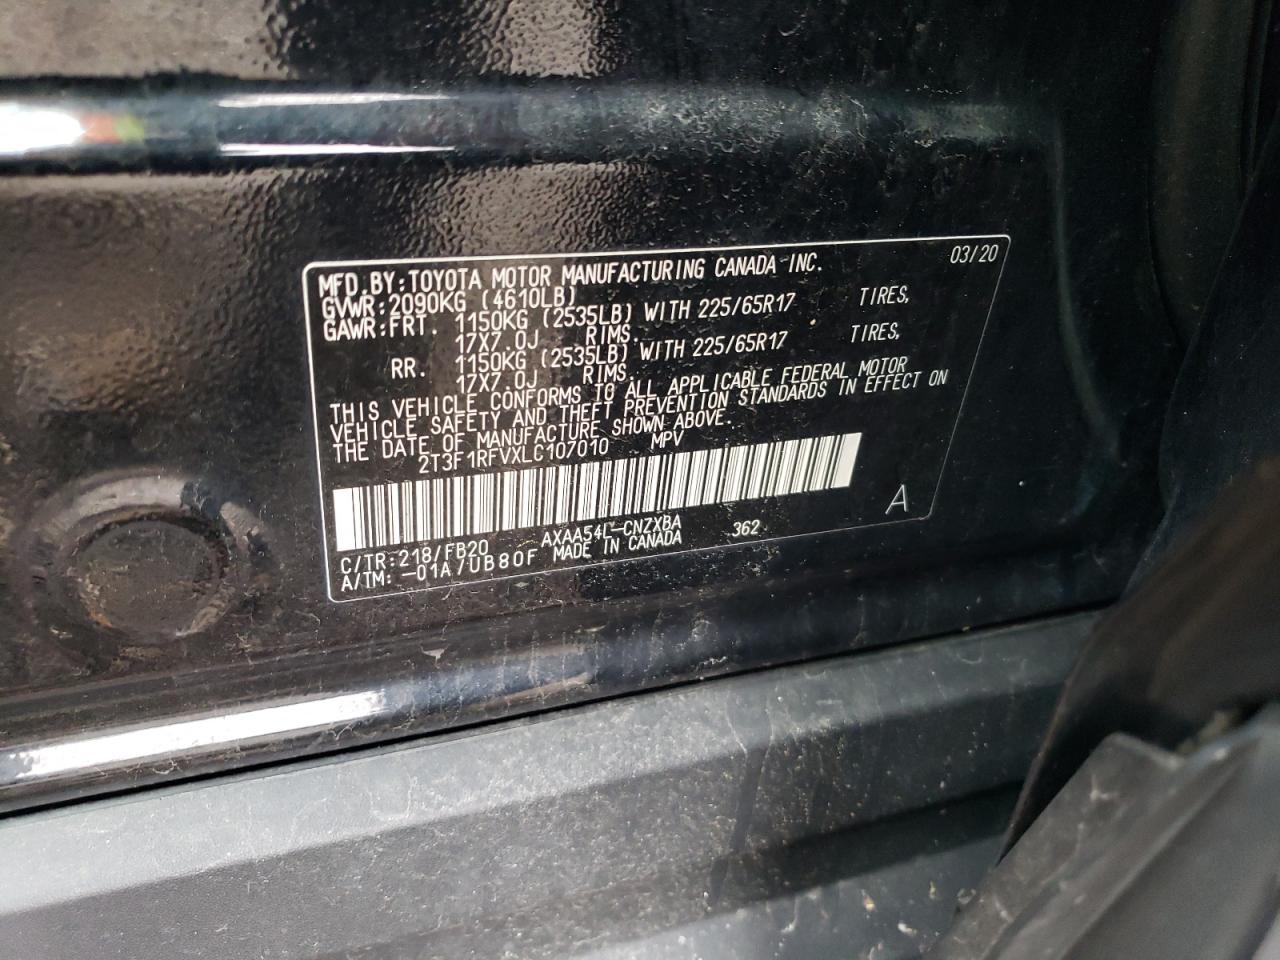 03/20
MFD.BY:TOYOTA MOTOR MANUFACTURING CANADA INC.
GVWR:2090KG (4610LB)
GAWR:FRT. 1150KG (2535LB) WITH 225/65R17 TIRES,
17X7.0J RIMS.
RR. 1150KG (2535LB) WITH 225/65R17 TIRES,
17X7.0J RIMS.
THIS VEHICLE CONFORMS TO ALL APPLICABLE FEDERAL MOTOR
VEHICLE SAFETY AND THEFT PREVENTION STANDARDS IN EFFECT ON
THE DATE OF MANUFACTURE SHOWN ABOVE.
2T3F1RFVXLC107010 MPV
A
C/TR:218/FB20 AXAA54L-CNZXBA 362
A/TM:-01A/UB80F MADE IN CANADA